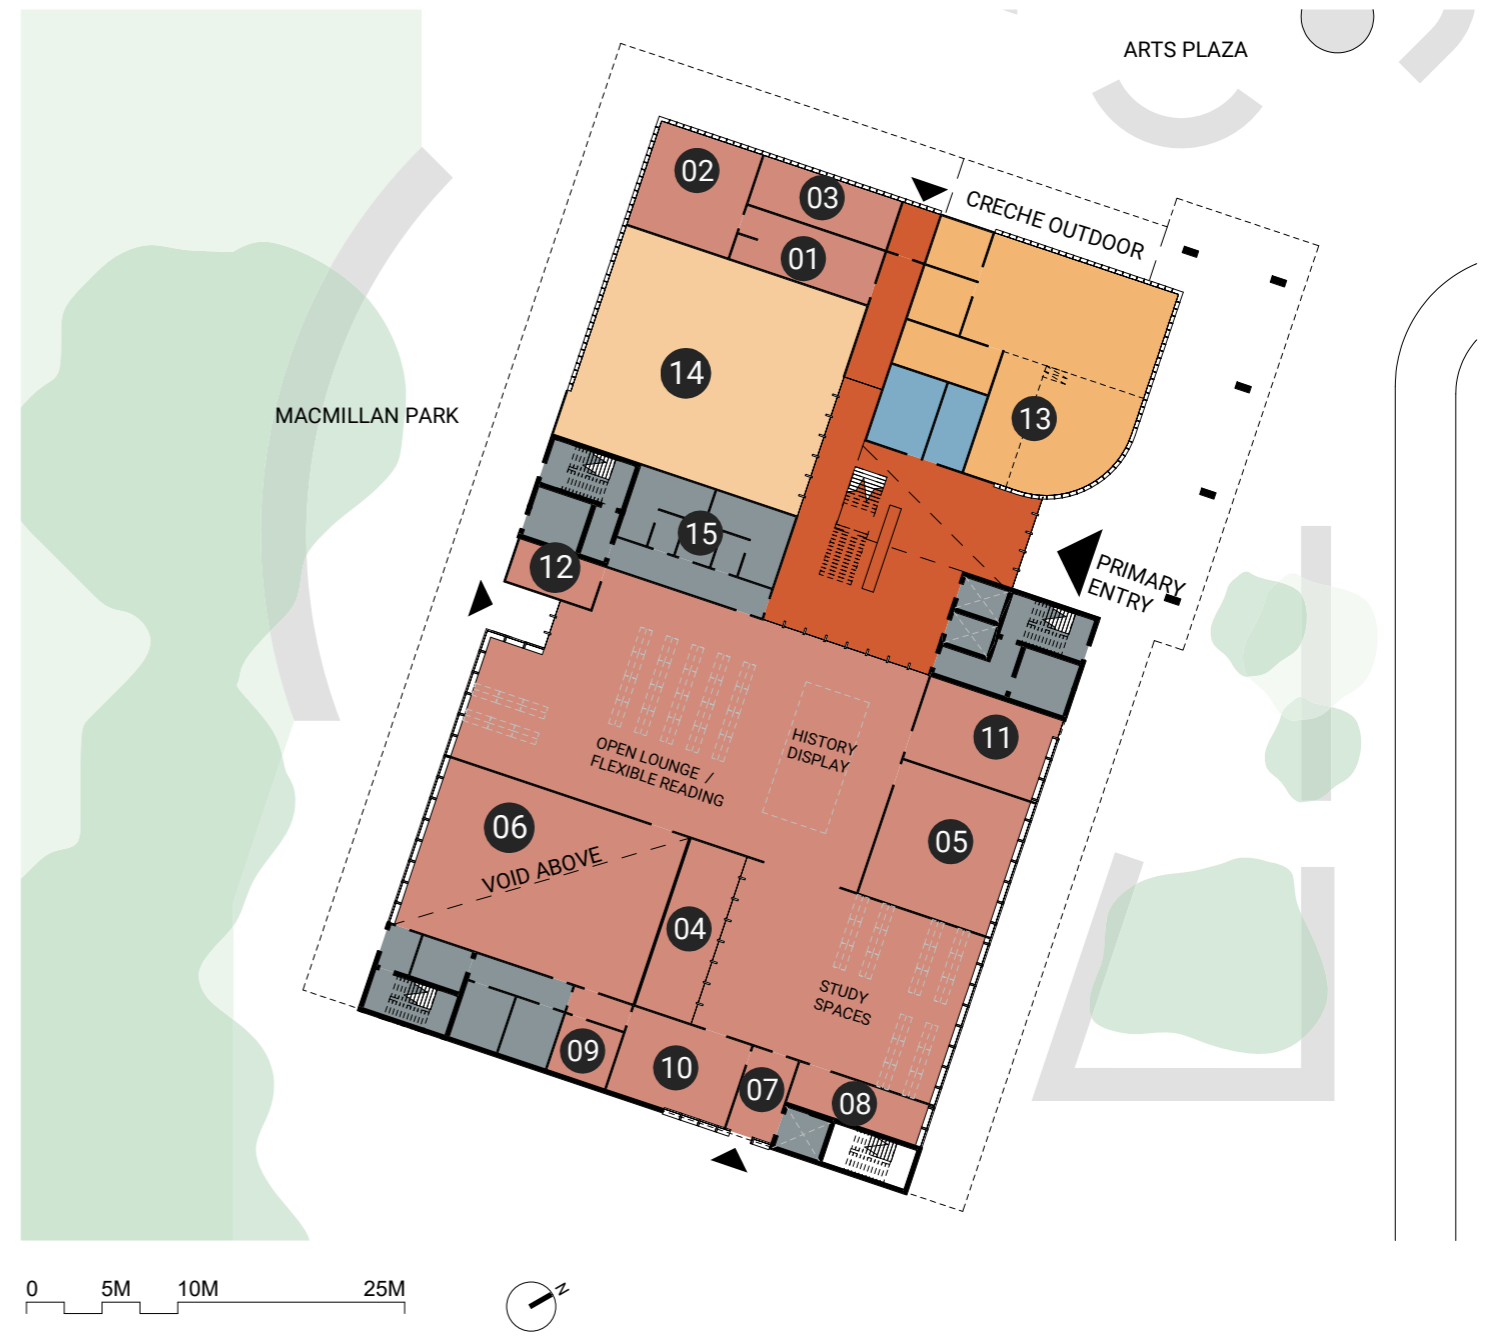 ARTS PLAZA
02
03
CRECHE OUTDOOR
01
14
MACMILLAN PARK
13
15
12
PRIMARY
ENTRY
11
HISTORY
DISPLAY
OPEN LOUNGE /
FLEXIBLE READING
06
05
VOID ABOVE
04
STUDY
SPACES
09
10
07
08
0 5M 10M 25M
N